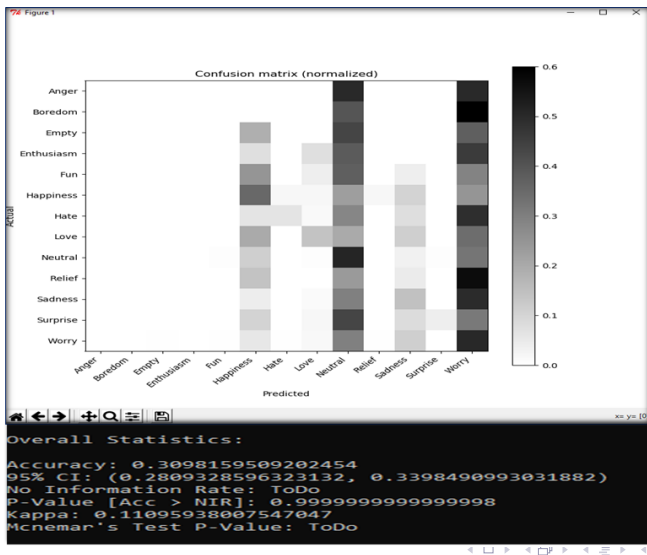 Figure 1
Confusion matrix (normalized)
Actual
Anger
Boredom
Empty
Enthusiasm
Fun
Happiness
Hate
Love
Neutral
Relief
Sadness
Surprise
Worry
0.6
0.5
0.4
0.3
0.2
0.1
0.0
Anger
Boredom
Empty
Enthusiasm
Fun
Happiness
Hate
Love
Neutral
Relief
Sadness
Surprise
Worry
Predicted
x= y= [0
Overall Statistics:
Accuracy: 0.3098159509202454
95% CI: (0.2809328596323132, 0.3398490993031882)
No Information Rate: ToDo
P-Value [Acc > NIR]: 0.9999999999999998
Kappa: 0.11095938007547047
Mcnemar's Test P-Value: ToDo